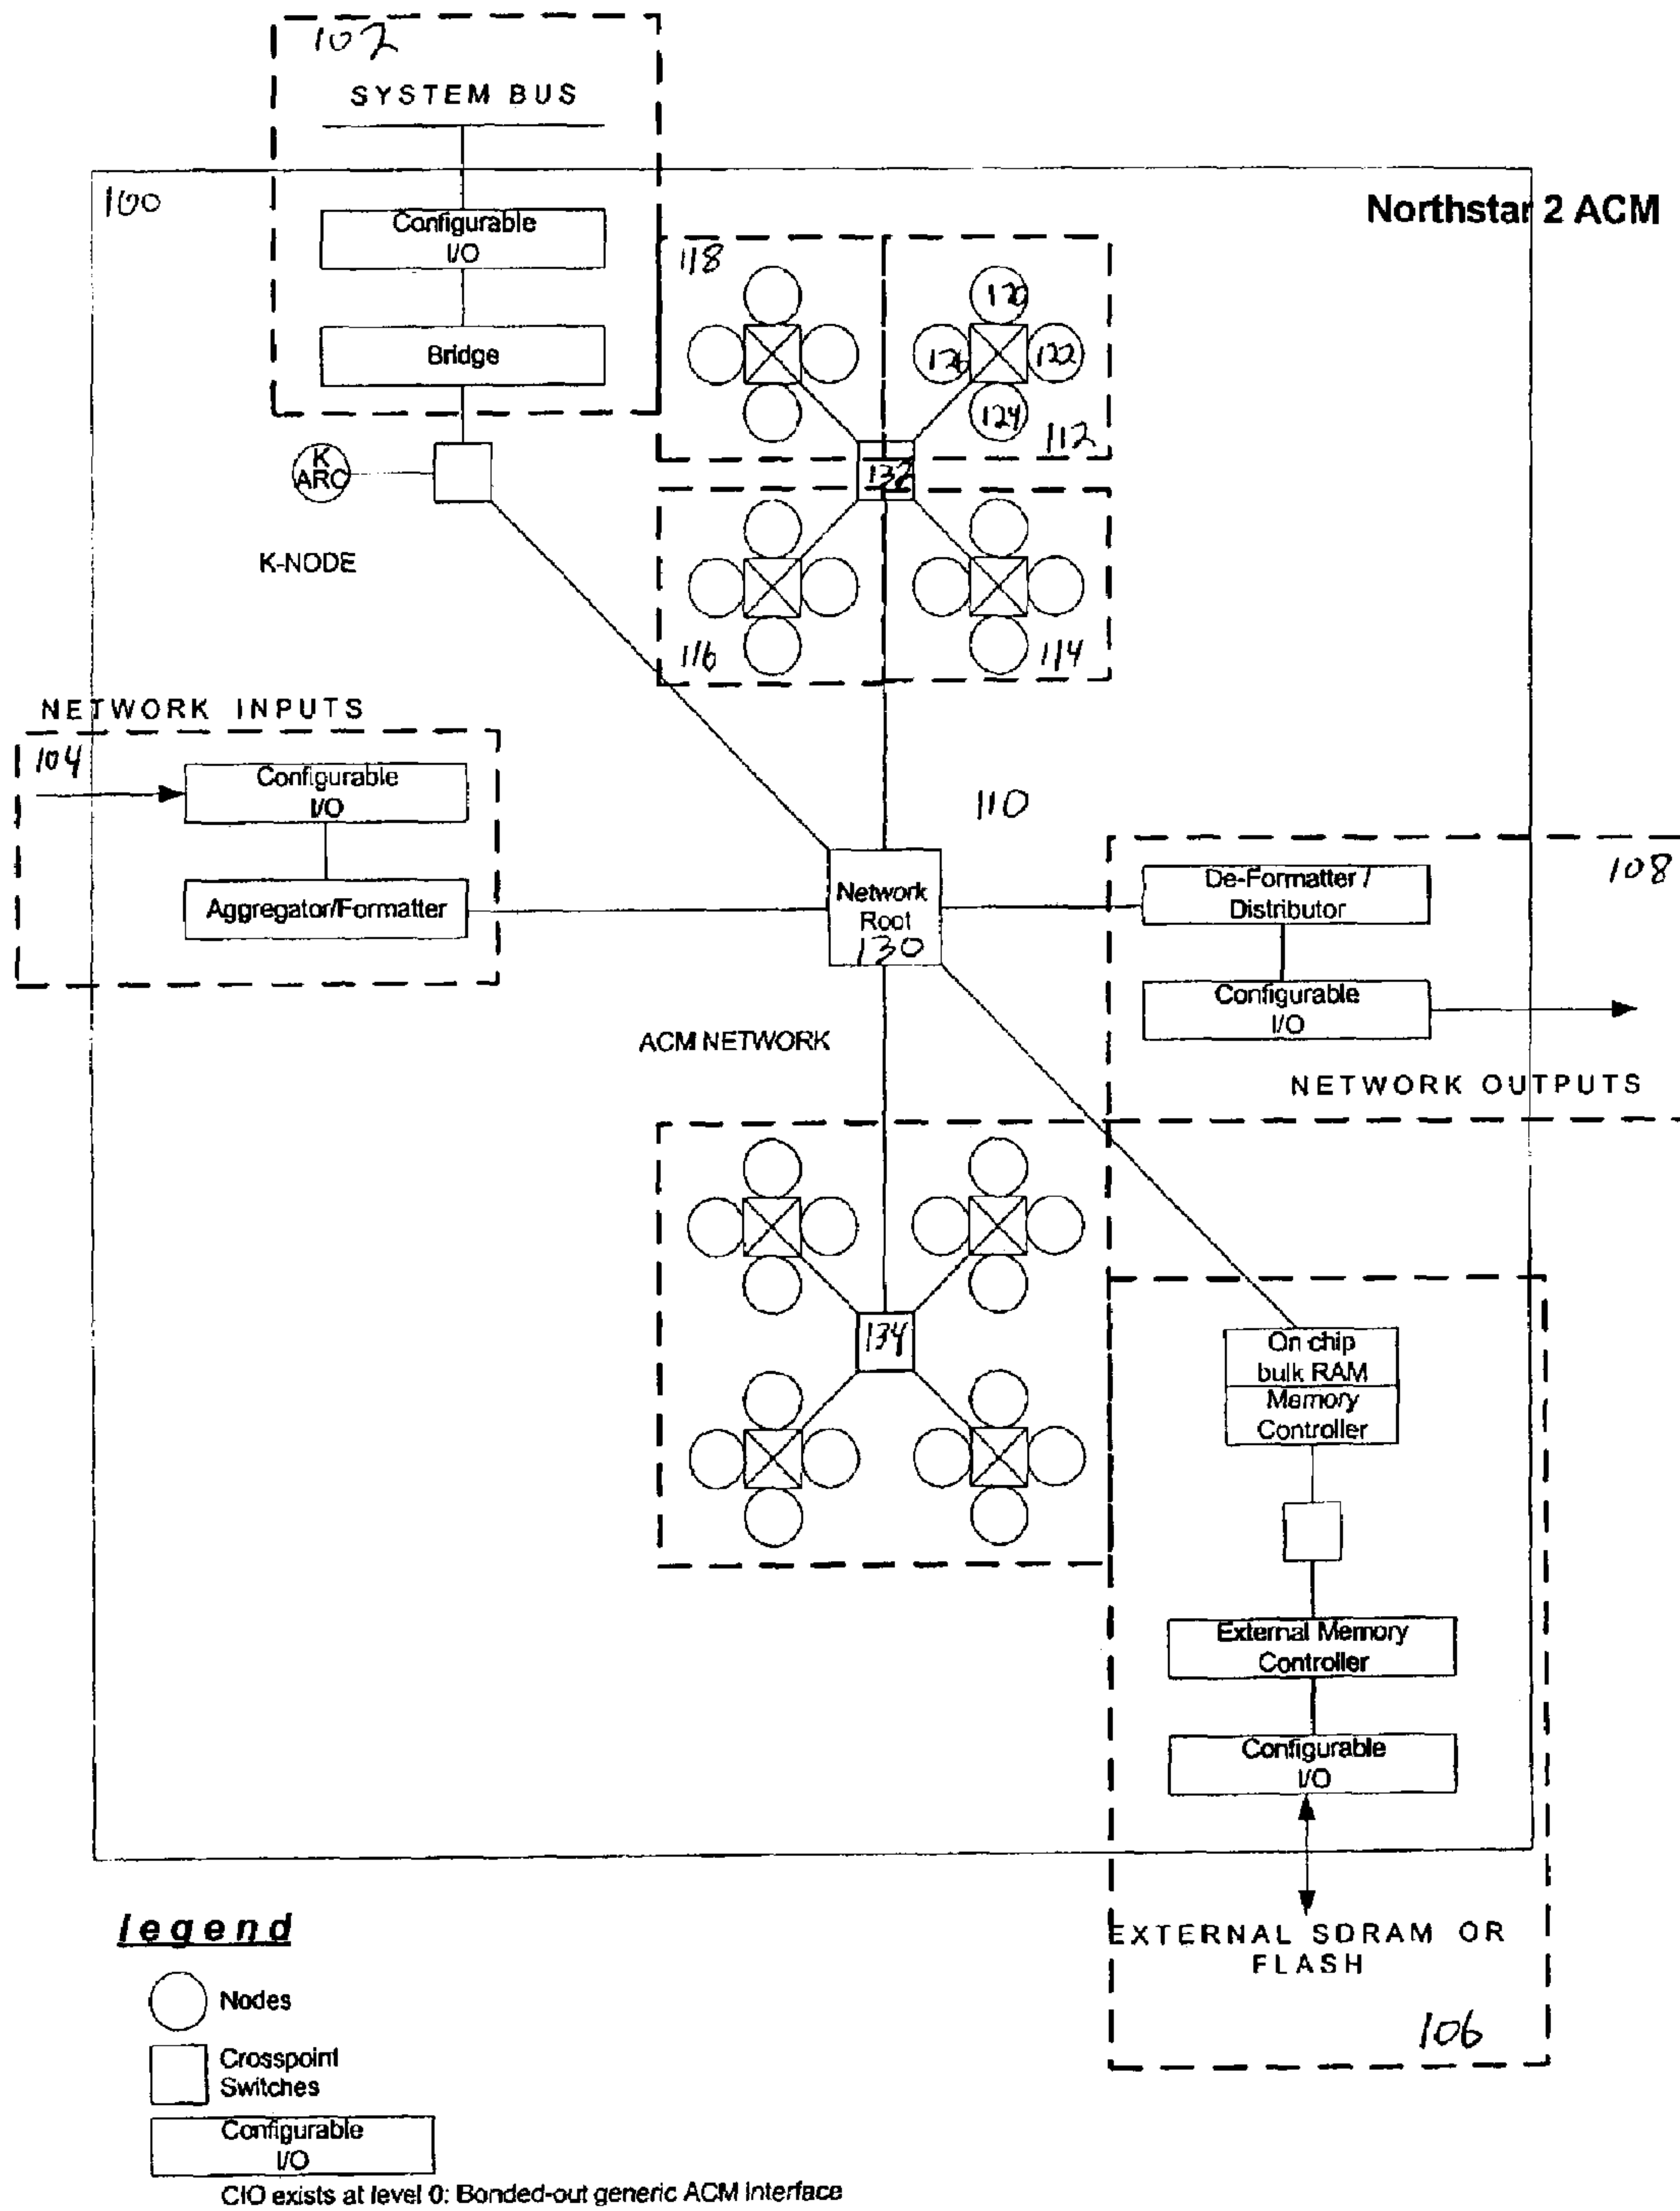 102
SYSTEM BUS
100
Northstar 2 ACM
Configurable
I/O
Bridge
118
120
126
122
124
112
K
ARC
132
K-NODE
116
114
NETWORK INPUTS
104
Configurable
I/O
Aggregator/Formatter
110
Network
Root
130
108
De-Formatter /
Distributor
Configurable
I/O
NETWORK OUTPUTS
ACM NETWORK
134
On chip
bulk RAM
Memory
Controller
External Memory
Controller
Configurable
I/O
EXTERNAL SDRAM OR
FLASH
106
legend
Nodes
Crosspoint
Switches
Configurable
I/O
CIO exists at level 0: Bonded-out generic ACM interface